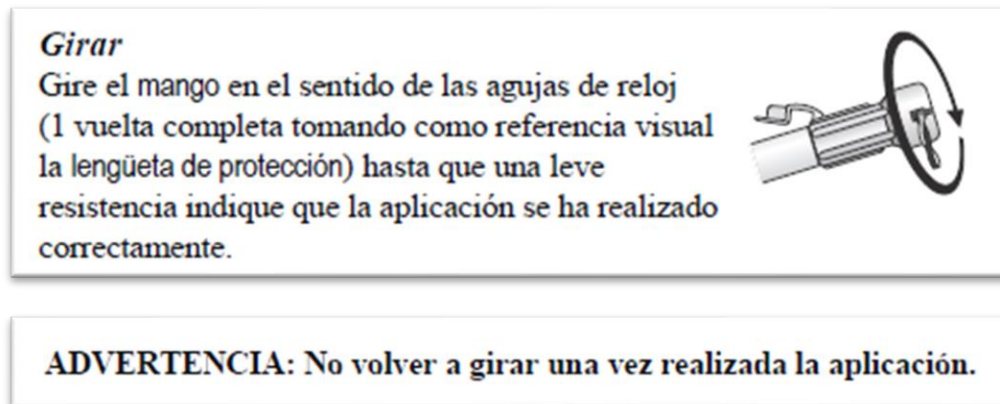 Girar
Gire el mango en el sentido de las agujas de reloj
(1 vuelta completa tomando como referencia visual
la lengüeta de protección) hasta que una leve
resistencia indique que la aplicación se ha realizado
correctamente.
ADVERTENCIA: No volver a girar una vez realizada la aplicación.